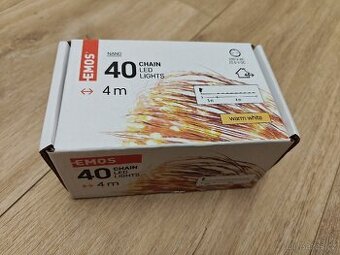 EMOS
NANO
40 CHAIN
LED
LIGHTS
4 m
warm white
EMOS
40 CHAIN
LED
LIGHTS
4 m